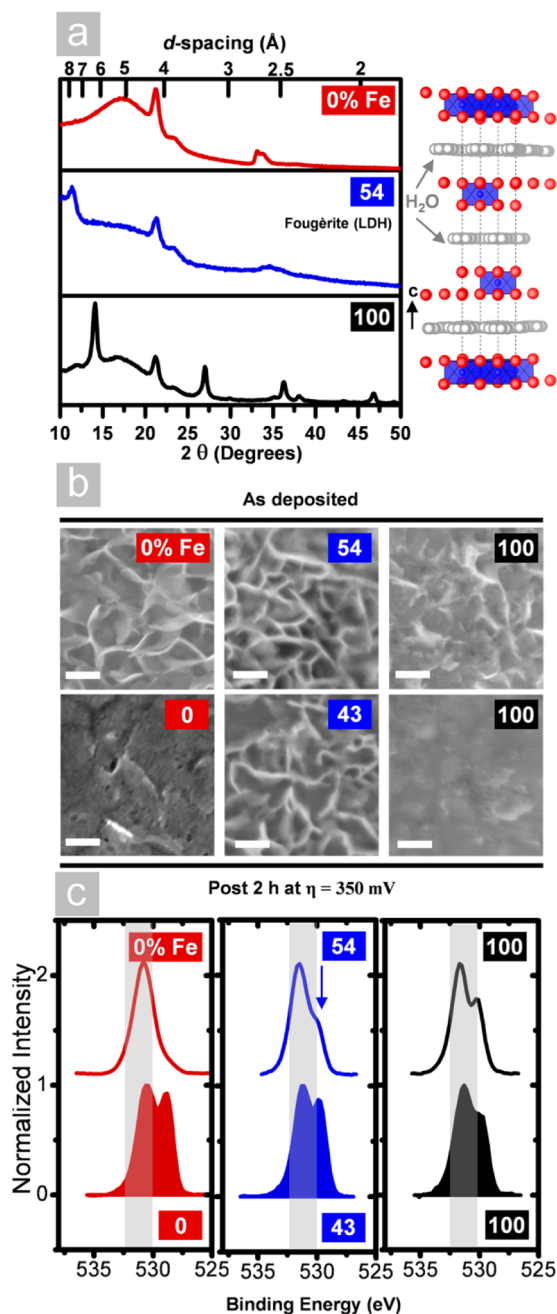 a
d-spacing (Å)
8 7 6 5 4 3 2.5 2
0% Fe
54
Fougèrite (LDH)
100
H₂O
c
10 15 20 25 30 35 40 45 50
2 θ (Degrees)
b
As deposited
0% Fe 54 100
0 43 100
Post 2 h at η = 350 mV
c
0% Fe 54 100
2
1
0
Normalized Intensity
0 43 100
535 530 525 535 530 525 535 530 525
Binding Energy (eV)